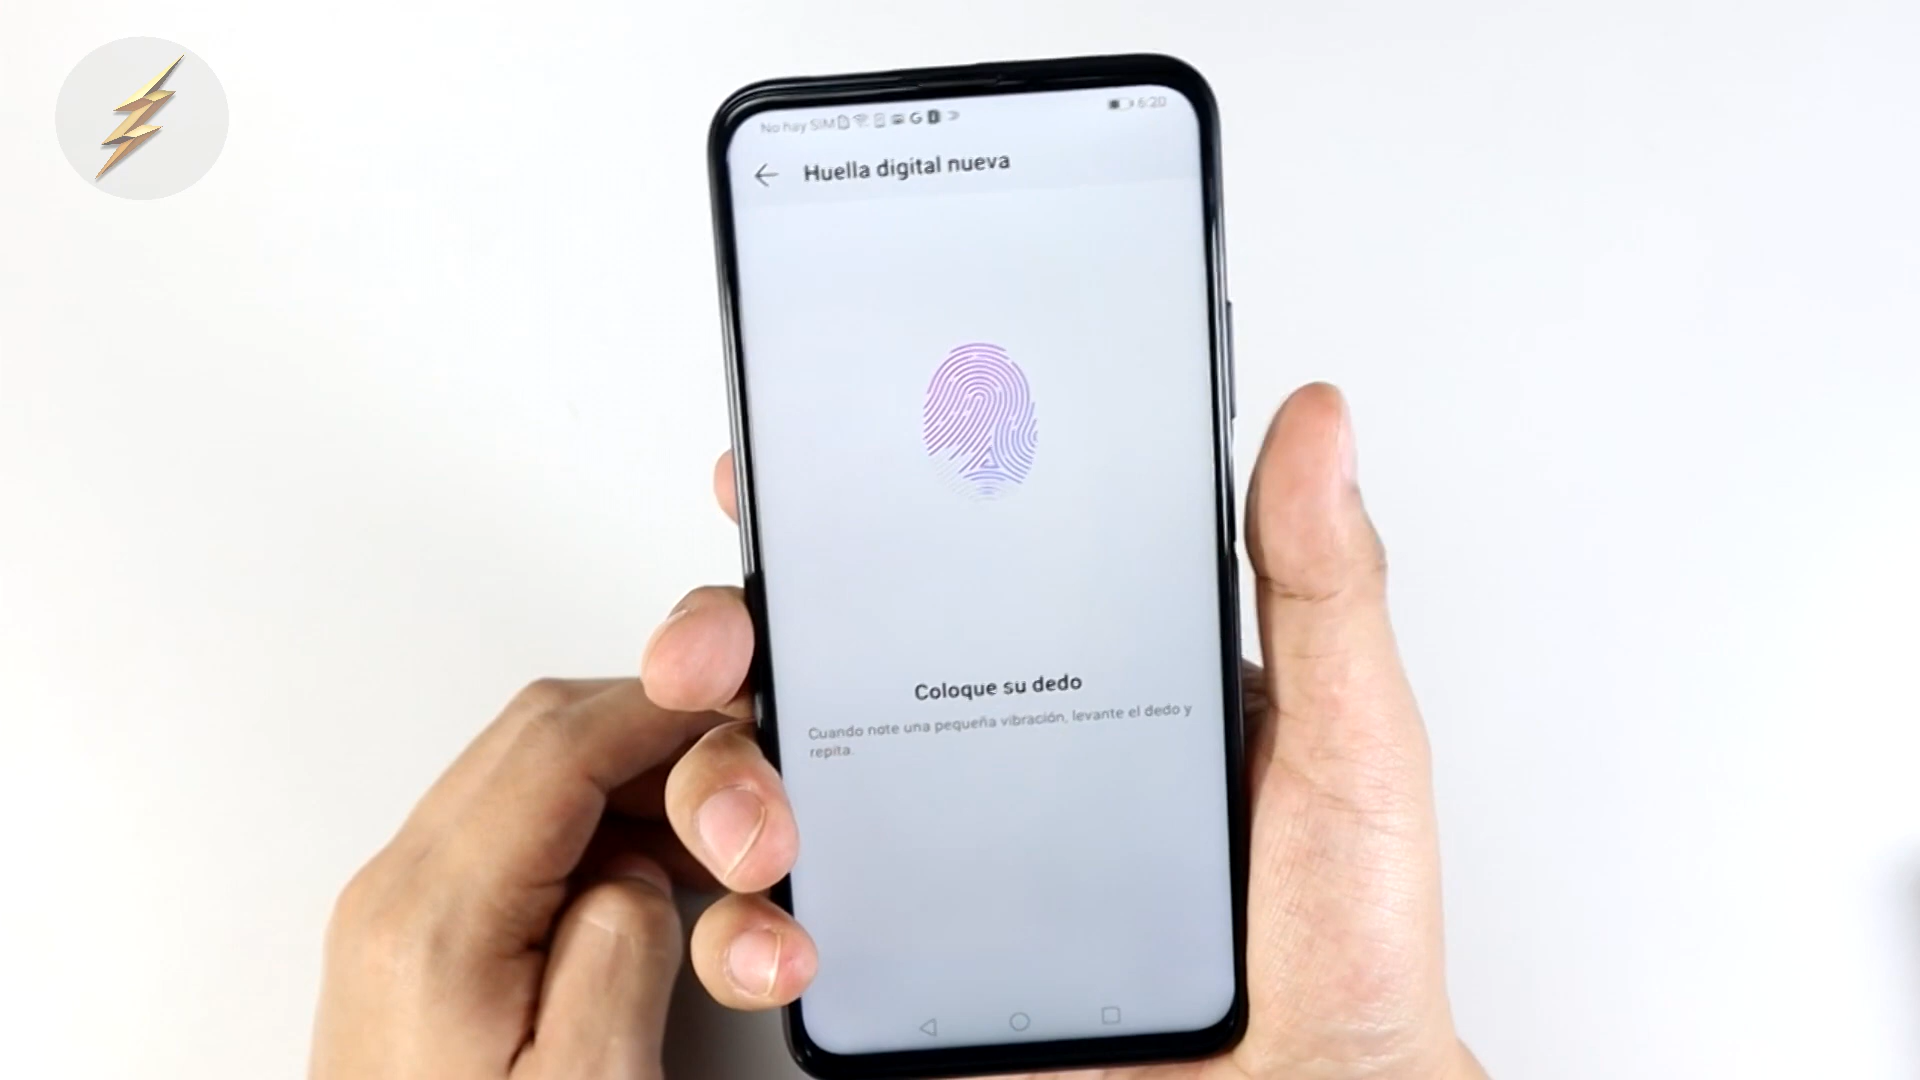 No hay SIM 6:20
Huella digital nueva
Coloque su dedo
Cuando note una pequeña vibración, levante el dedo y
repita.